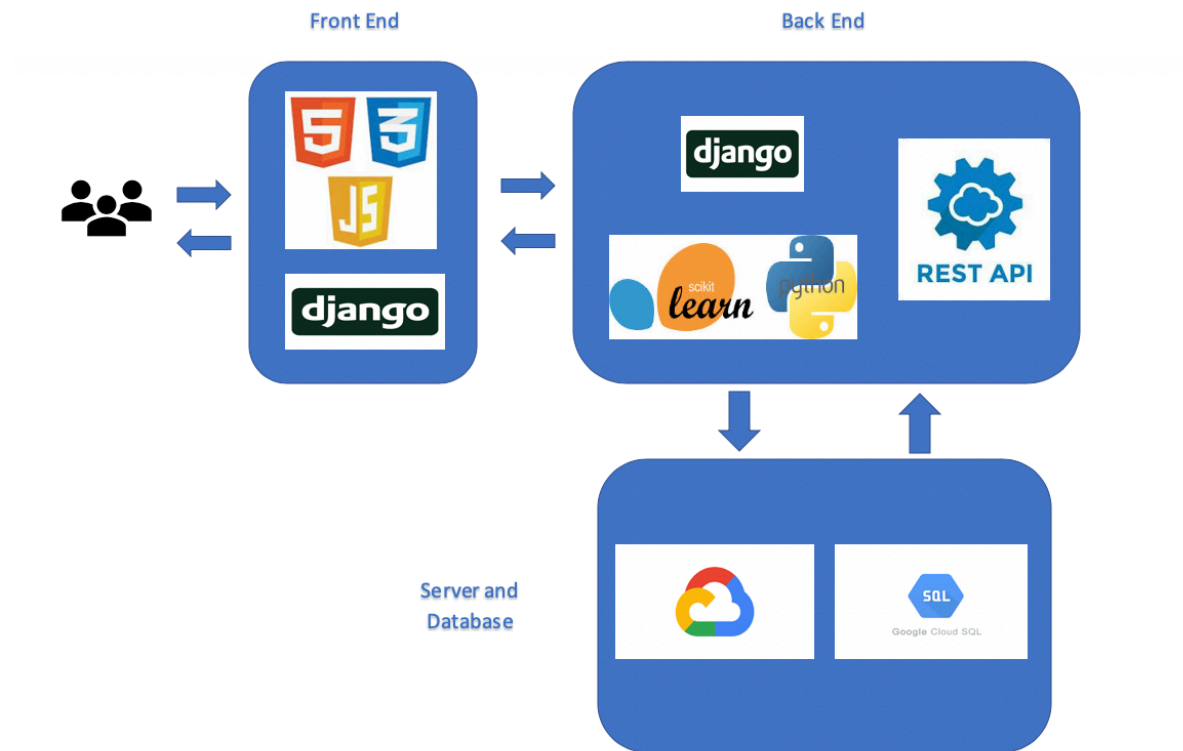 Front End
Back End
5
3
JS
django
django
scikit
learn
python
REST API
Server and
Database
SQL
Google Cloud SQL